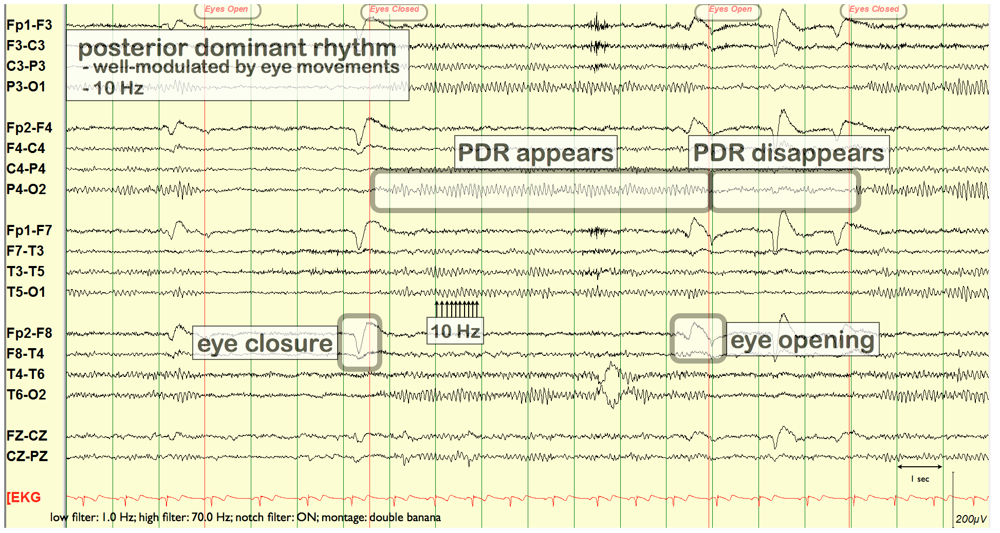 Eyes Open
Eyes Closed
Eyes Open
Eyes Closed
Fp1-F3
F3-C3
C3-P3
P3-O1
posterior dominant rhythm
- well-modulated by eye movements
- 10 Hz
Fp2-F4
F4-C4
C4-P4
P4-O2
PDR appears
PDR disappears
Fp1-F7
F7-T3
T3-T5
T5-O1
Fp2-F8
F8-T4
T4-T6
T6-O2
eye closure
10 Hz
eye opening
FZ-CZ
CZ-PZ
1 sec
[EKG
low filter: 1.0 Hz; high filter: 70.0 Hz; notch filter: ON; montage: double banana
200µV